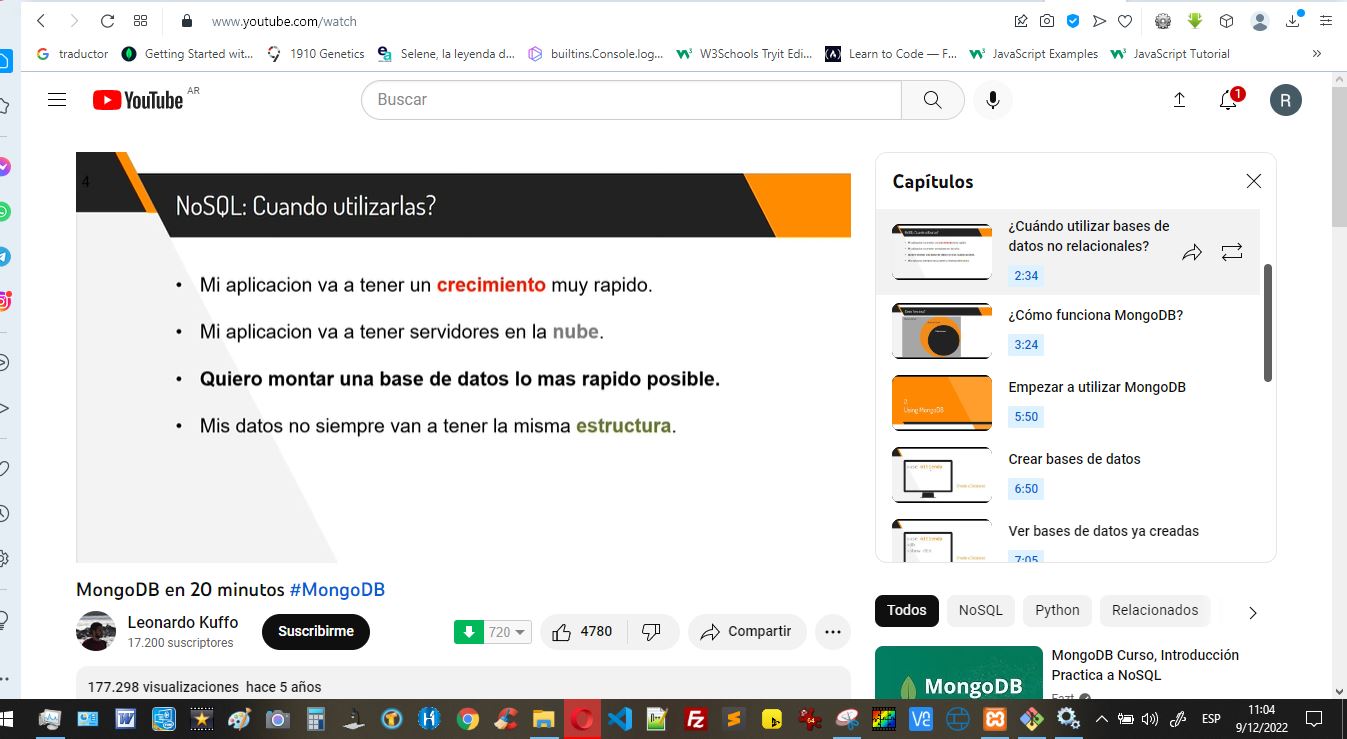 www.youtube.com/watch
traductor
Getting Started wit...
1910 Genetics
Selene, la leyenda d...
builtins.Console.log...
W3Schools Tryit Edi...
Learn to Code — F...
JavaScript Examples
JavaScript Tutorial
YouTube AR
Buscar
1
R
4
NoSQL: Cuando utilizarlas?
• Mi aplicacion va a tener un crecimiento muy rapido.
• Mi aplicacion va a tener servidores en la nube.
• Quiero montar una base de datos lo mas rapido posible.
• Mis datos no siempre van a tener la misma estructura.
Capítulos
¿Cuándo utilizar bases de
datos no relacionales?
2:34
¿Cómo funciona MongoDB?
3:24
Using MongoDB
Empezar a utilizar MongoDB
5:50
Crear bases de datos
6:50
Ver bases de datos ya creadas
7:05
MongoDB en 20 minutos #MongoDB
Leonardo Kuffo
17.200 suscriptores
Suscribirme
720
4780
Compartir
177.298 visualizaciones hace 5 años
Todos
NoSQL
Python
Relacionados
MongoDB
MongoDB Curso, Introducción
Practica a NoSQL
Fazt
ESP
11:04
9/12/2022